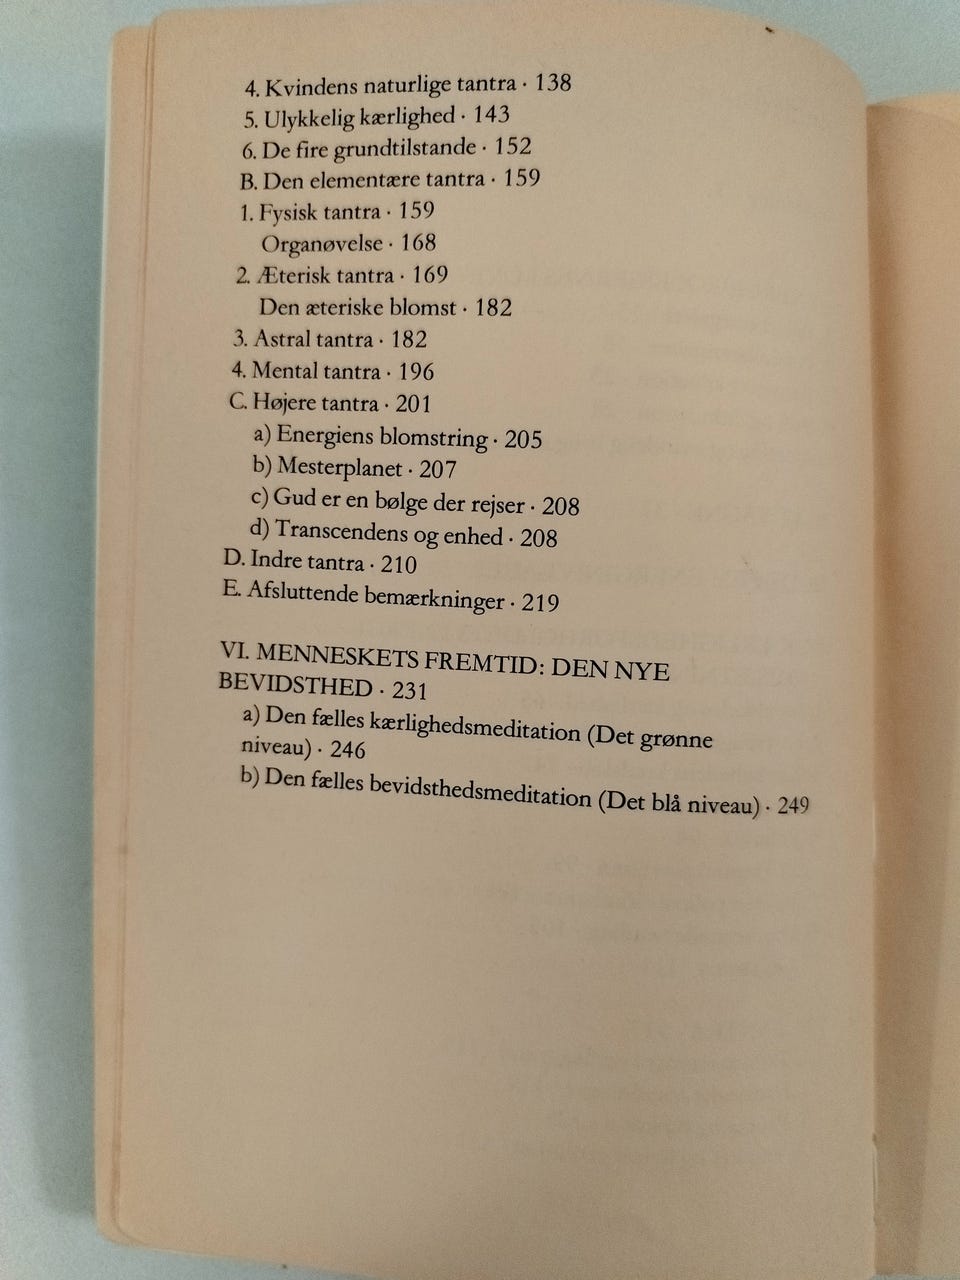 4. Kvindens naturlige tantra · 138
5. Ulykkelig kærlighed · 143
6. De fire grundtilstande · 152
B. Den elementære tantra · 159
1. Fysisk tantra · 159
Organøvelse · 168
2. Æterisk tantra · 169
Den æteriske blomst · 182
3. Astral tantra · 182
4. Mental tantra · 196
C. Højere tantra · 201
a) Energiens blomstring · 205
b) Mesterplanet · 207
c) Gud er en bølge der rejser · 208
d) Transcendens og enhed · 208
D. Indre tantra · 210
E. Afsluttende bemærkninger · 219
VI. MENNESKETS FREMTID: DEN NYE
BEVIDSTHED · 231
a) Den fælles kærlighedsmeditation (Det grønne
niveau) · 246
b) Den fælles bevidsthedsmeditation (Det blå niveau) · 249